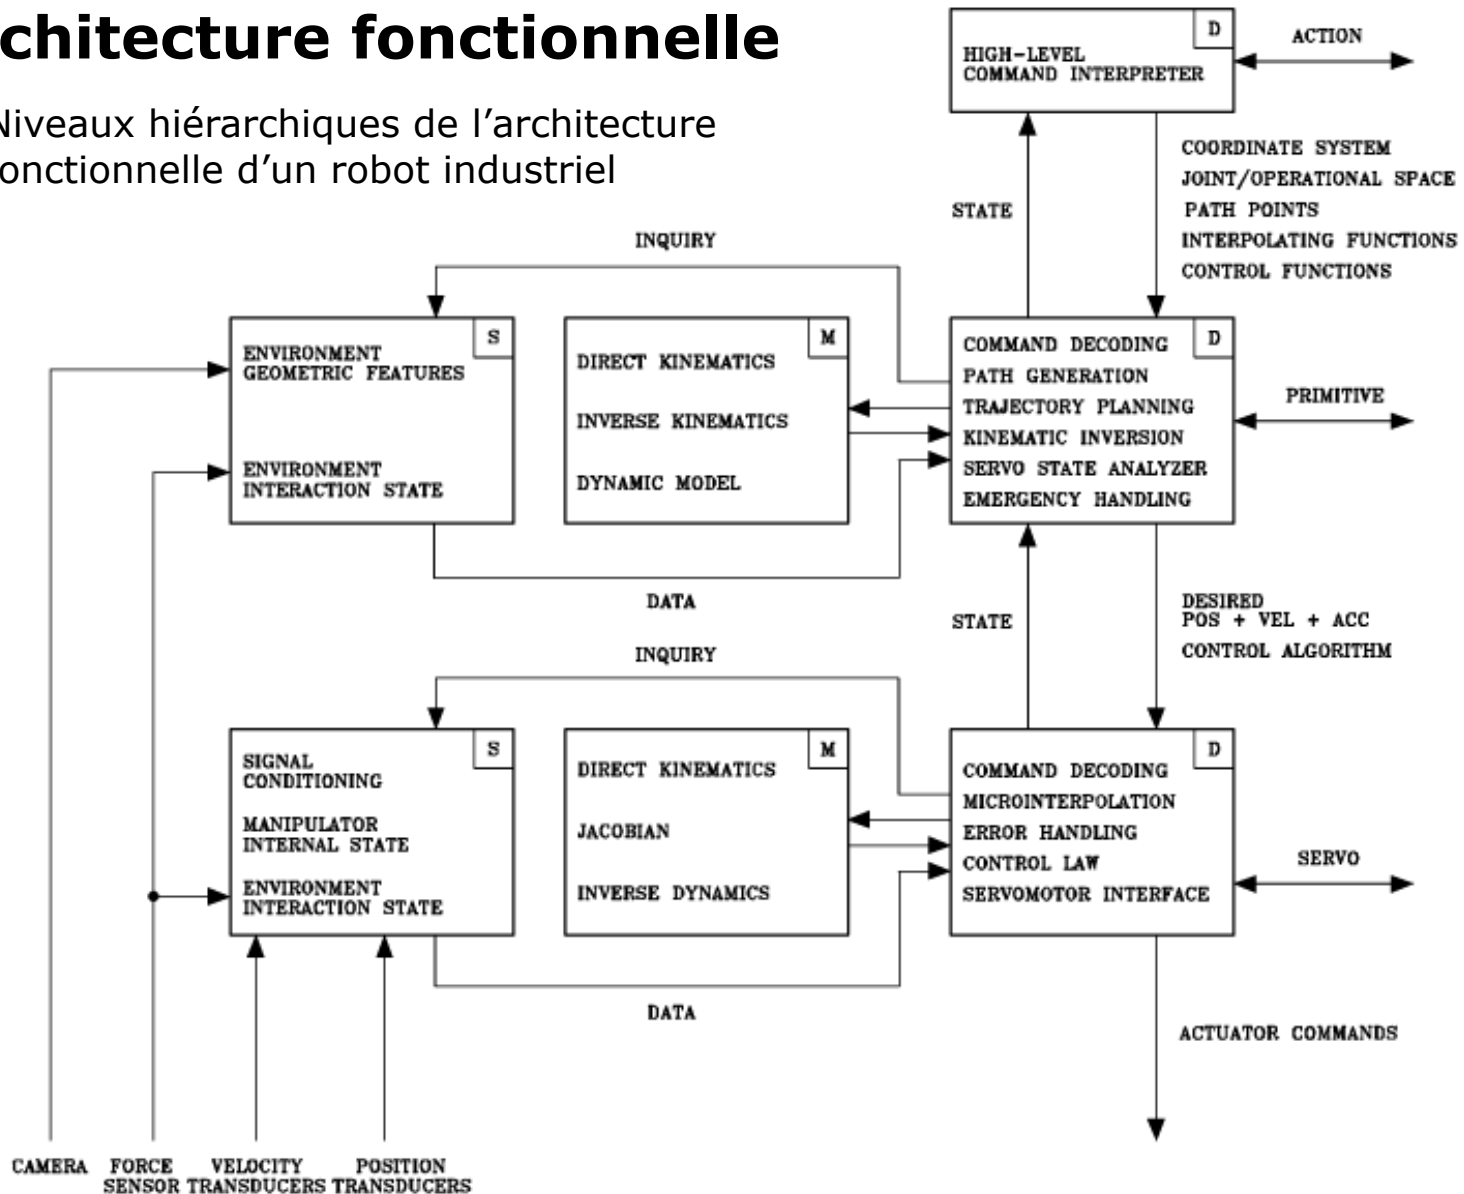 chitecture fonctionnelle
Niveaux hiérarchiques de l’architecture
onctionnelle d’un robot industriel
D
HIGH-LEVEL
COMMAND INTERPRETER
ACTION
STATE
COORDINATE SYSTEM
JOINT/OPERATIONAL SPACE
PATH POINTS
INTERPOLATING FUNCTIONS
CONTROL FUNCTIONS
INQUIRY
S
ENVIRONMENT
GEOMETRIC FEATURES
ENVIRONMENT
INTERACTION STATE
M
DIRECT KINEMATICS
INVERSE KINEMATICS
DYNAMIC MODEL
D
COMMAND DECODING
PATH GENERATION
TRAJECTORY PLANNING
KINEMATIC INVERSION
SERVO STATE ANALYZER
EMERGENCY HANDLING
PRIMITIVE
DATA
STATE
DESIRED
POS + VEL + ACC
CONTROL ALGORITHM
INQUIRY
S
SIGNAL
CONDITIONING
MANIPULATOR
INTERNAL STATE
ENVIRONMENT
INTERACTION STATE
M
DIRECT KINEMATICS
JACOBIAN
INVERSE DYNAMICS
D
COMMAND DECODING
MICROINTERPOLATION
ERROR HANDLING
CONTROL LAW
SERVOMOTOR INTERFACE
SERVO
DATA
ACTUATOR COMMANDS
CAMERA
FORCE
SENSOR
VELOCITY
TRANSDUCERS
POSITION
TRANSDUCERS